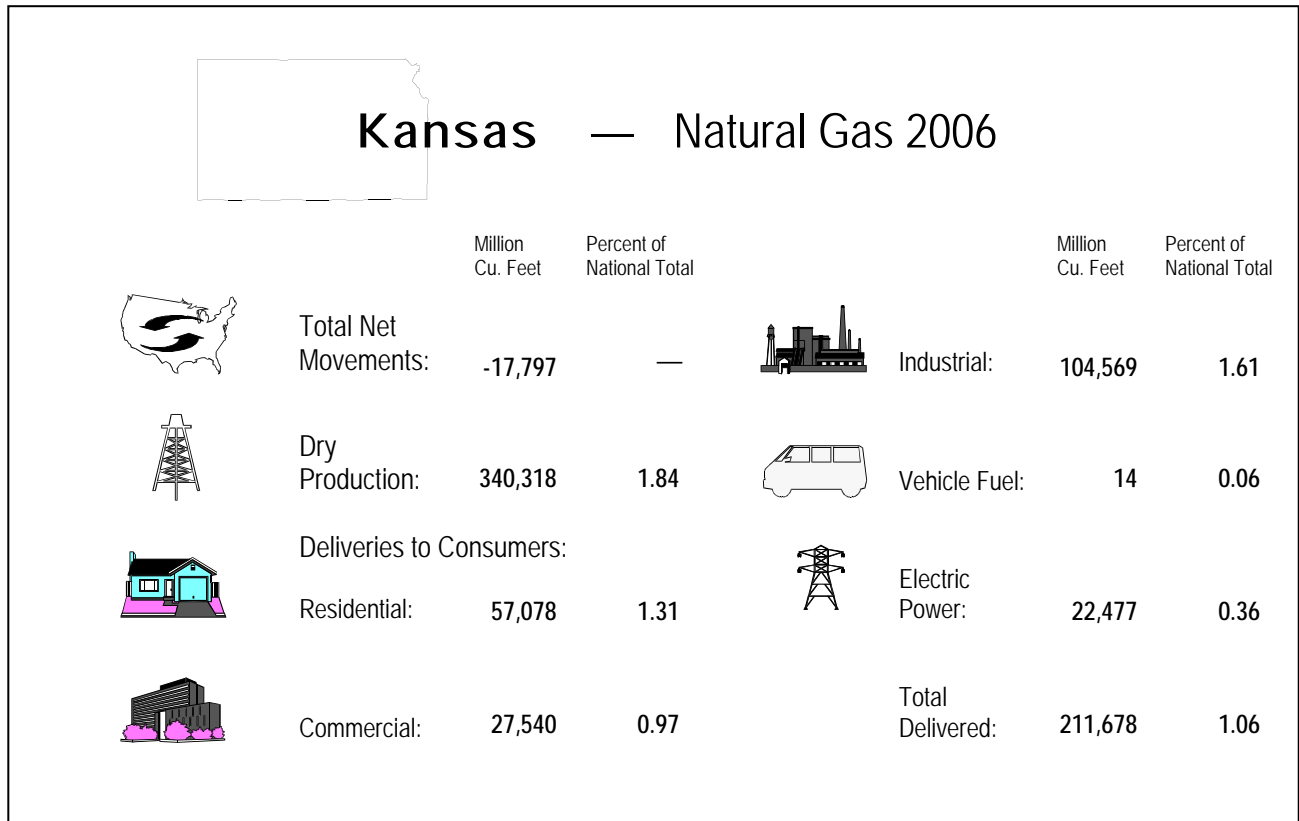 Kansas — Natural Gas 2006
Million Cu. Feet
Percent of National Total
Million Cu. Feet
Percent of National Total
Total Net
Movements: -17,797 —
Industrial: 104,569 1.61
Dry
Production: 340,318 1.84
Vehicle Fuel: 14 0.06
Deliveries to Consumers:
Residential: 57,078 1.31
Electric
Power: 22,477 0.36
Commercial: 27,540 0.97
Total
Delivered: 211,678 1.06